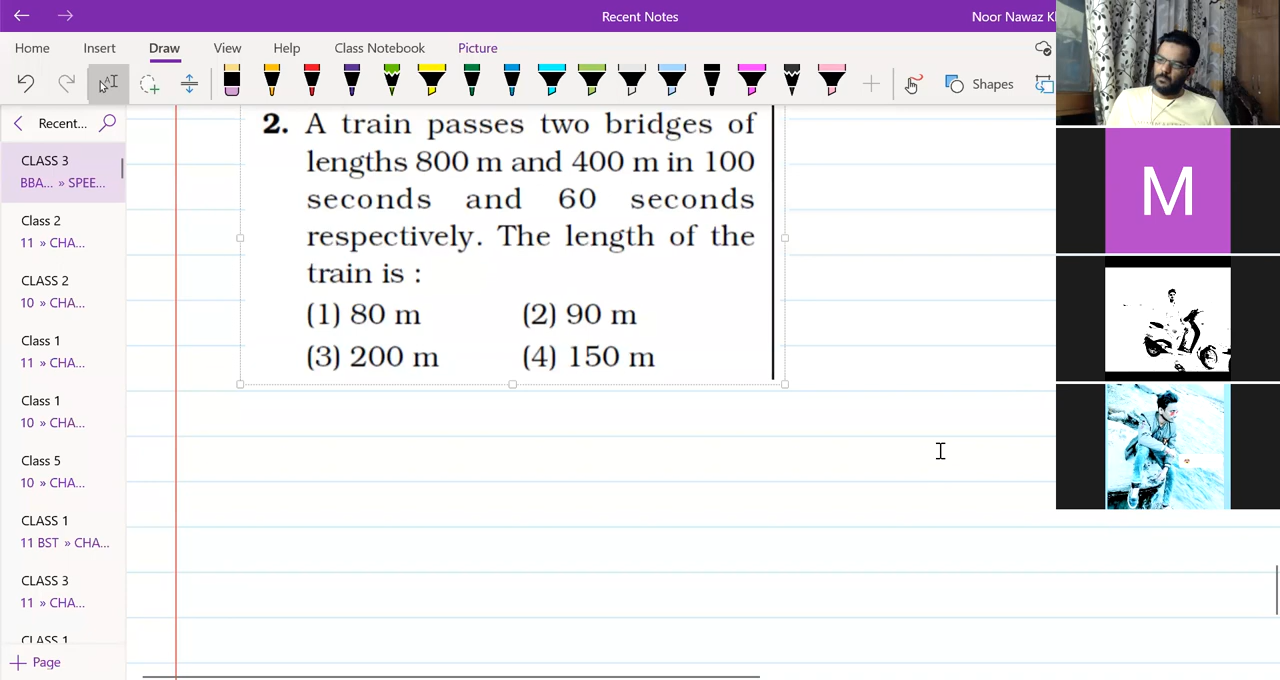 Recent Notes
Noor Nawaz
Home Insert Draw View Help Class Notebook Picture
Shapes
Recent...
CLASS 3
BBA... » SPEE...
Class 2
11 » CHA...
CLASS 2
10 » CHA...
Class 1
11 » CHA...
Class 1
10 » CHA...
Class 5
10 » CHA...
CLASS 1
11 BST » CHA...
CLASS 3
11 » CHA...
CLASS 1
Page
2. A train passes two bridges of
lengths 800 m and 400 m in 100
seconds and 60 seconds
respectively. The length of the
train is :
(1) 80 m (2) 90 m
(3) 200 m (4) 150 m
M